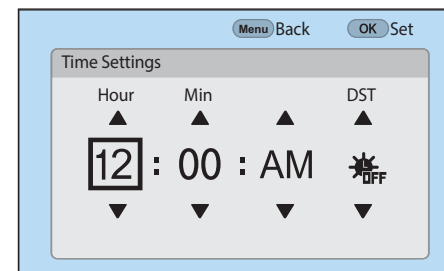 Menu Back OK Set
Time Settings
Hour Min DST
12 : 00 : AM OFF